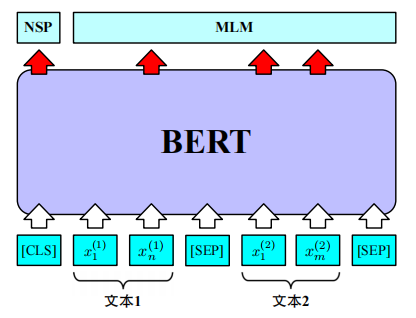 NSP MLM
BERT
[CLS] x_1^{(1)} x_n^{(1)} [SEP] x_1^{(2)} x_m^{(2)} [SEP]
文本1 文本2